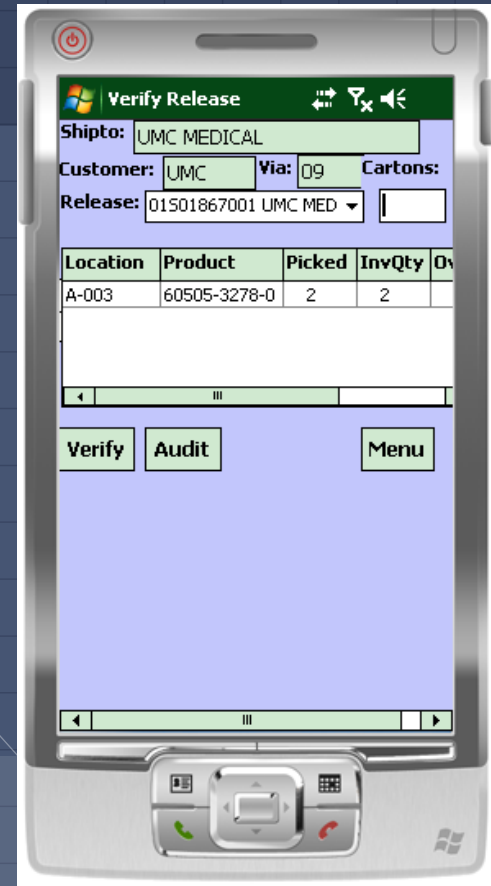 Verify Release
Shipto: UMC MEDICAL
Customer: UMC Via: 09 Cartons:
Release: 01S01867001 UMC MED
Location Product Picked InvQty Ov
A-003 60505-3278-0 2 2
Verify Audit Menu